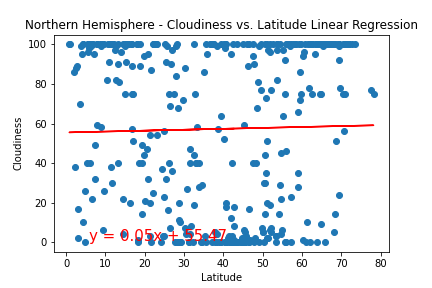 Northern Hemisphere - Cloudiness vs. Latitude Linear Regression
100
80
60
40
20
0
Cloudiness
y = 0.05x + 55.47
0 10 20 30 40 50 60 70 80
Latitude